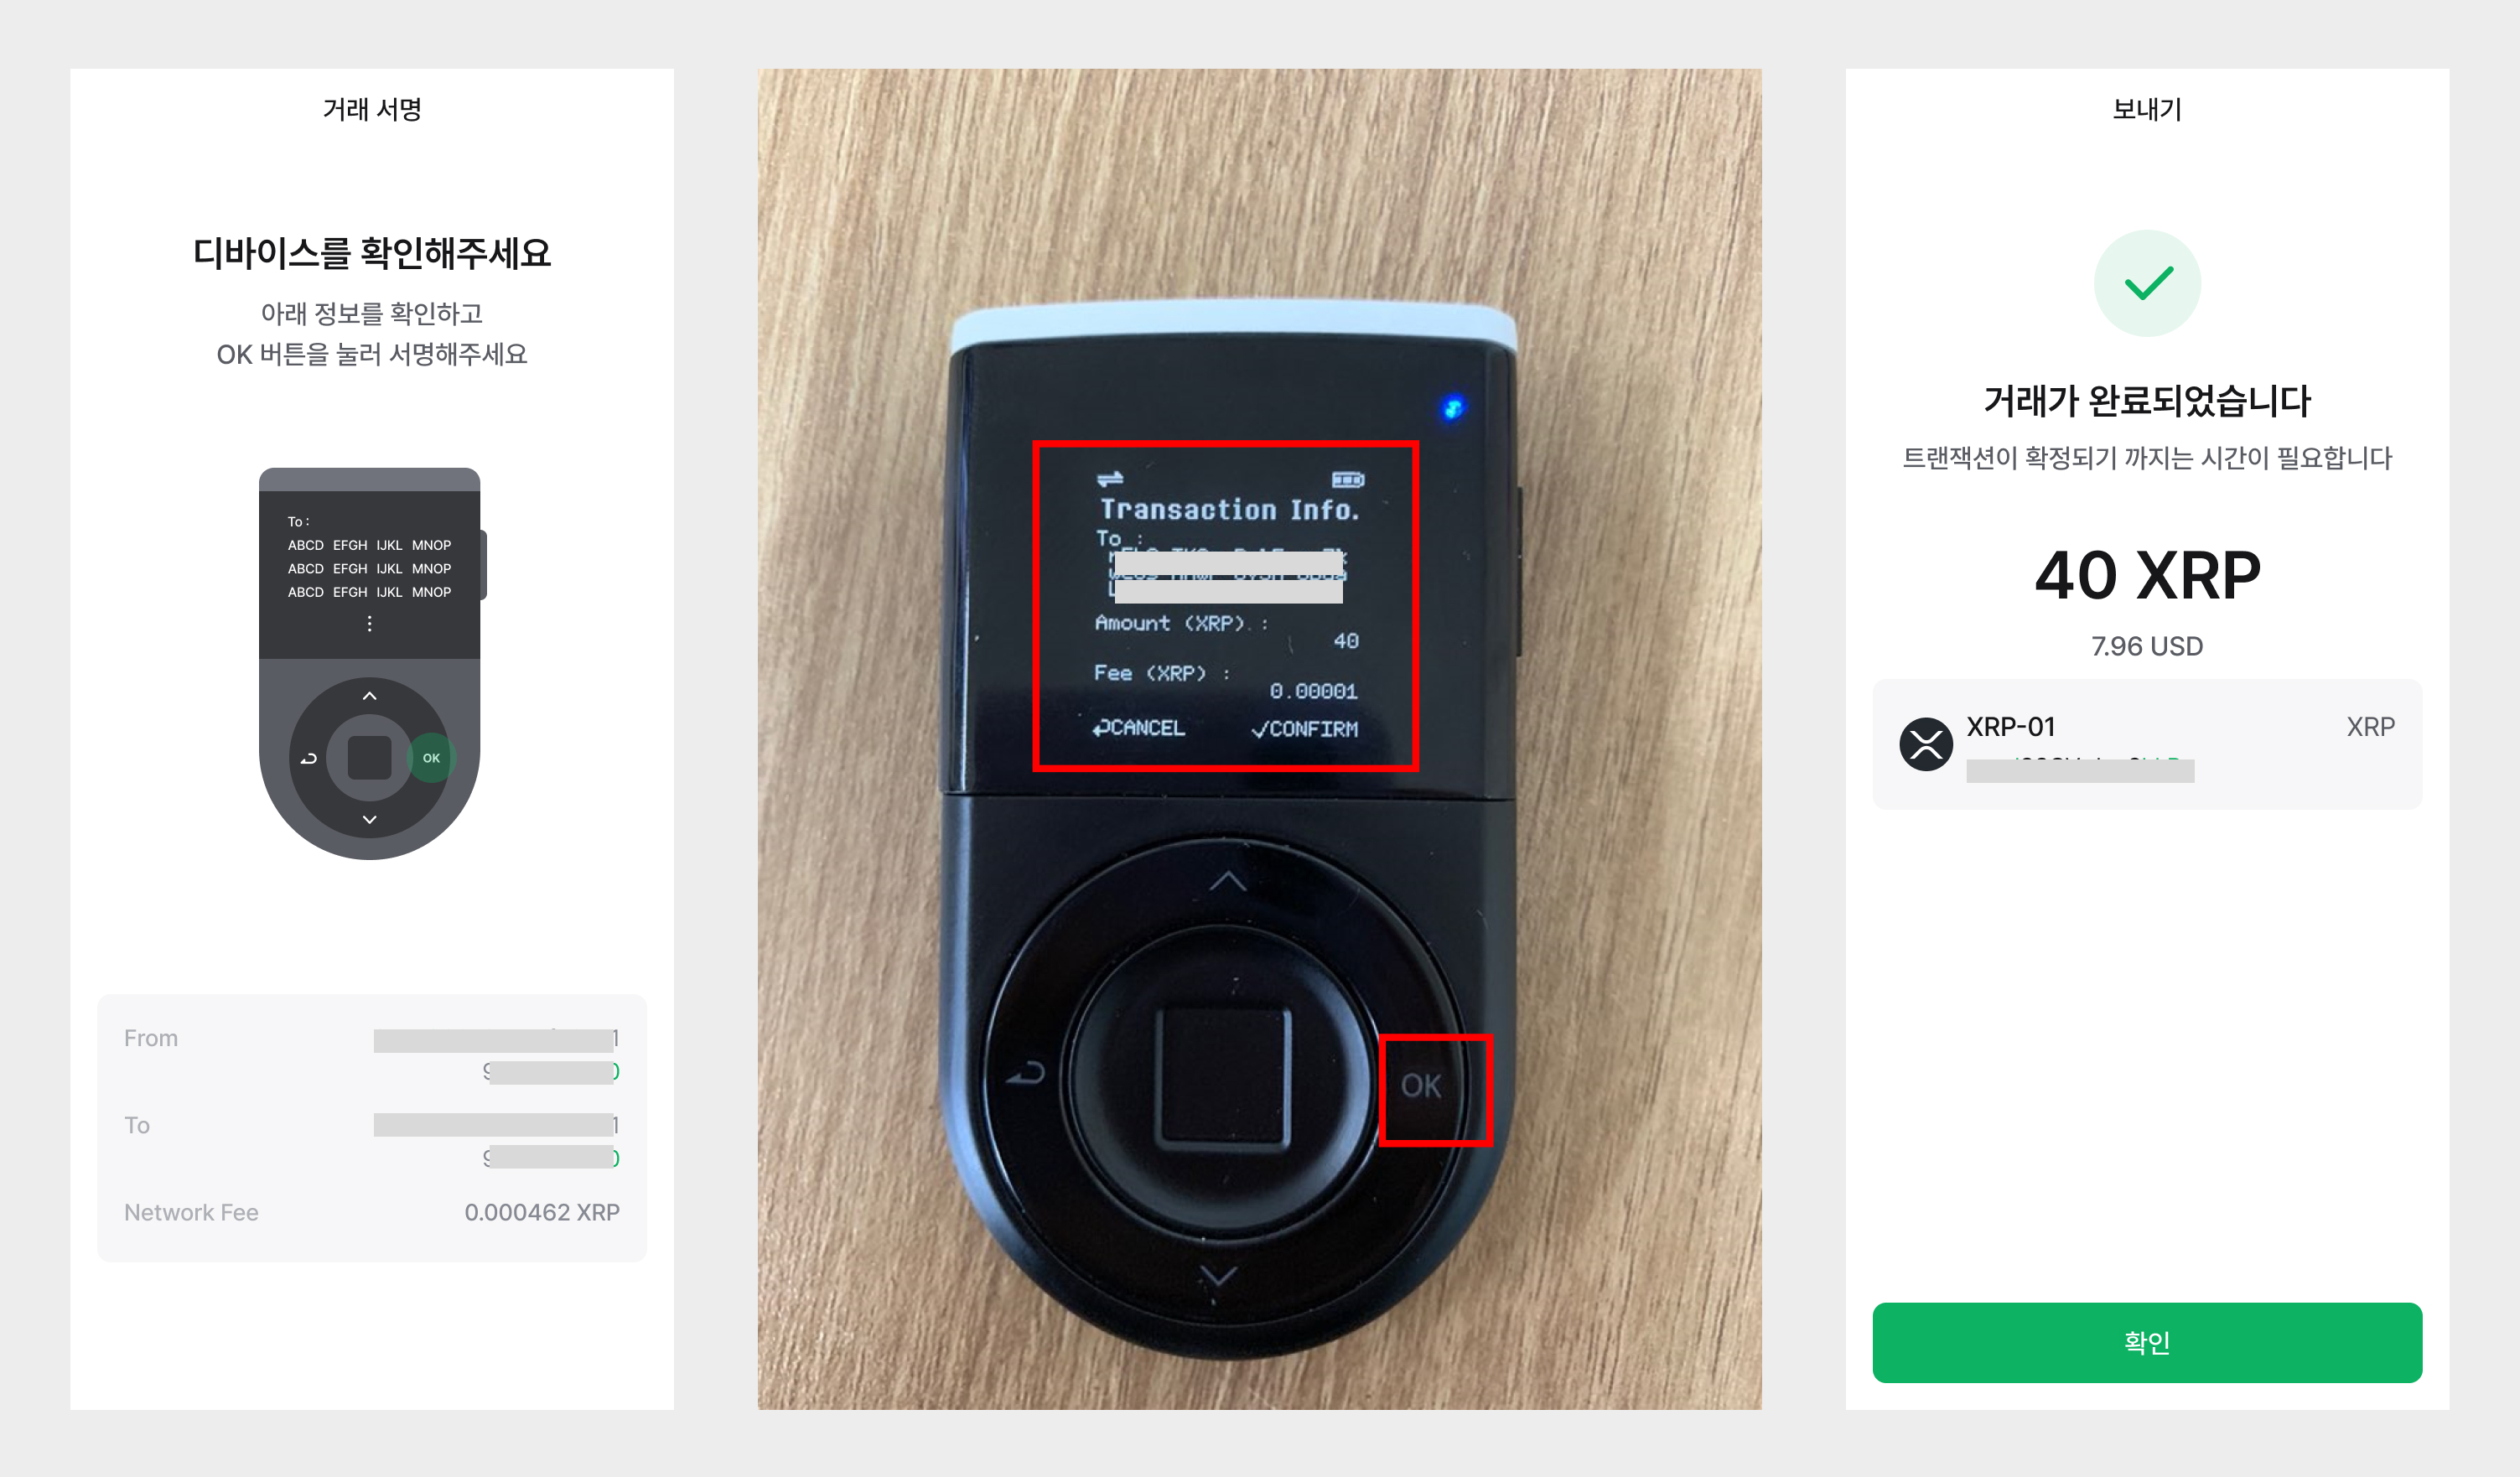 거래 서명
디바이스를 확인해주세요
아래 정보를 확인하고
OK 버튼을 눌러 서명해주세요
To :
ABCD EFGH IJKL MNOP
ABCD EFGH IJKL MNOP
ABCD EFGH IJKL MNOP
OK
From
To
Network Fee 0.000462 XRP
Transaction Info.
To :
Amount (XRP) :
40
Fee (XRP) :
0.00001
CANCEL CONFIRM
OK
보내기
거래가 완료되었습니다
트랜잭션이 확정되기 까지는 시간이 필요합니다
40 XRP
7.96 USD
XRP-01 XRP
확인